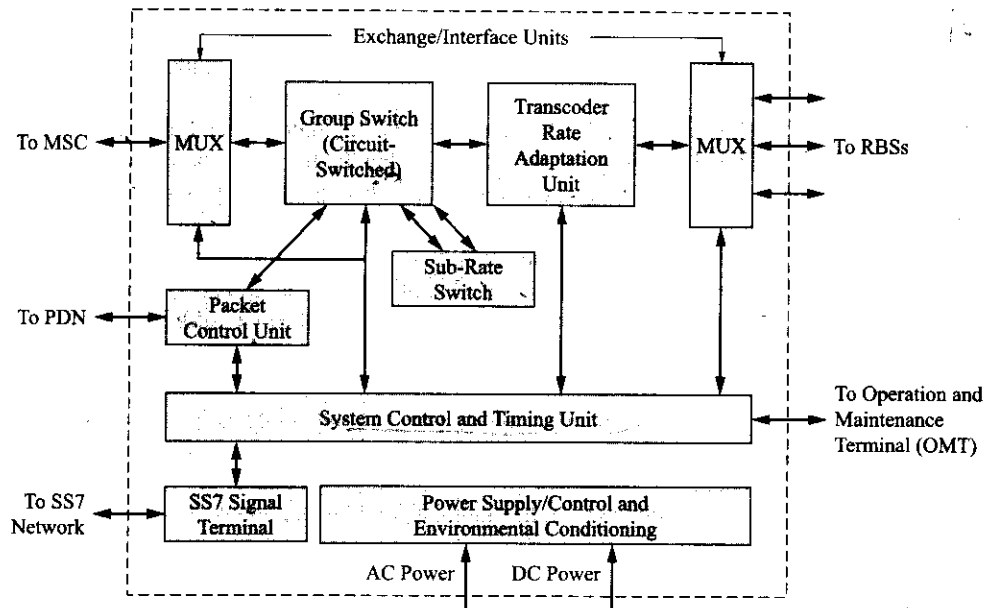 Exchange/Interface Units
To MSC
MUX
Group Switch
(Circuit-
Switched)
Transcoder
Rate
Adaptation
Unit
MUX
To RBSs
Sub-Rate
Switch
To PDN
Packet
Control Unit
System Control and Timing Unit
To Operation and
Maintenance
Terminal (OMT)
To SS7
Network
SS7 Signal
Terminal
Power Supply/Control and
Environmental Conditioning
AC Power
DC Power